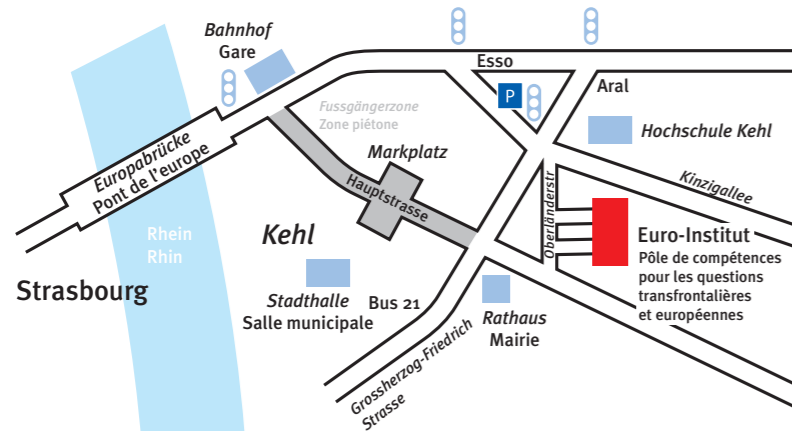 Bahnhof
Gare
Esso
P
Aral
Fussgängerzone
Zone piétone
Hochschule Kehl
Markplatz
Europabrücke
Pont de l'europe
Hauptstrasse
Kinzigallee
Oberländerstr
Rhein
Rhin
Kehl
Euro-Institut
Pôle de compétences
pour les questions
transfrontalières
et européennes
Strasbourg
Stadthalle
Salle municipale
Bus 21
Rathaus
Mairie
Grossherzog-Friedrich
Strasse